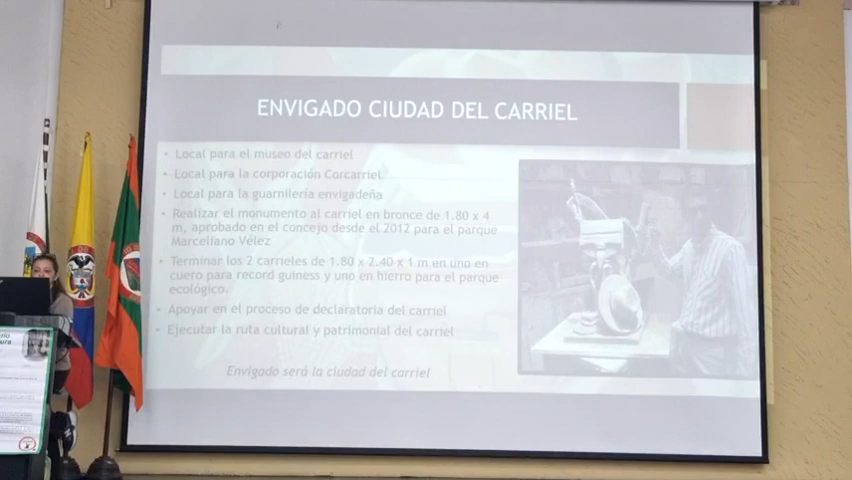 ENVIGADO CIUDAD DEL CARRIEL
• Local para el museo del carriel
• Local para la corporación Corcarriel
• Local para la guarnilería envigadeña
• Realizar el monumento al carriel en bronce de 1.80 x 4
m, aprobado en el concejo desde el 2012 para el parque
Marceliano Vélez
• Terminar los 2 carrieles de 1.80 x 2.40 x 1 m en uno en
cuero para record guiness y uno en hierro para el parque
ecológico.
• Apoyar en el proceso de declaratoria del carriel
• Ejecutar la ruta cultural y patrimonial del carriel
Envigado será la ciudad del carriel